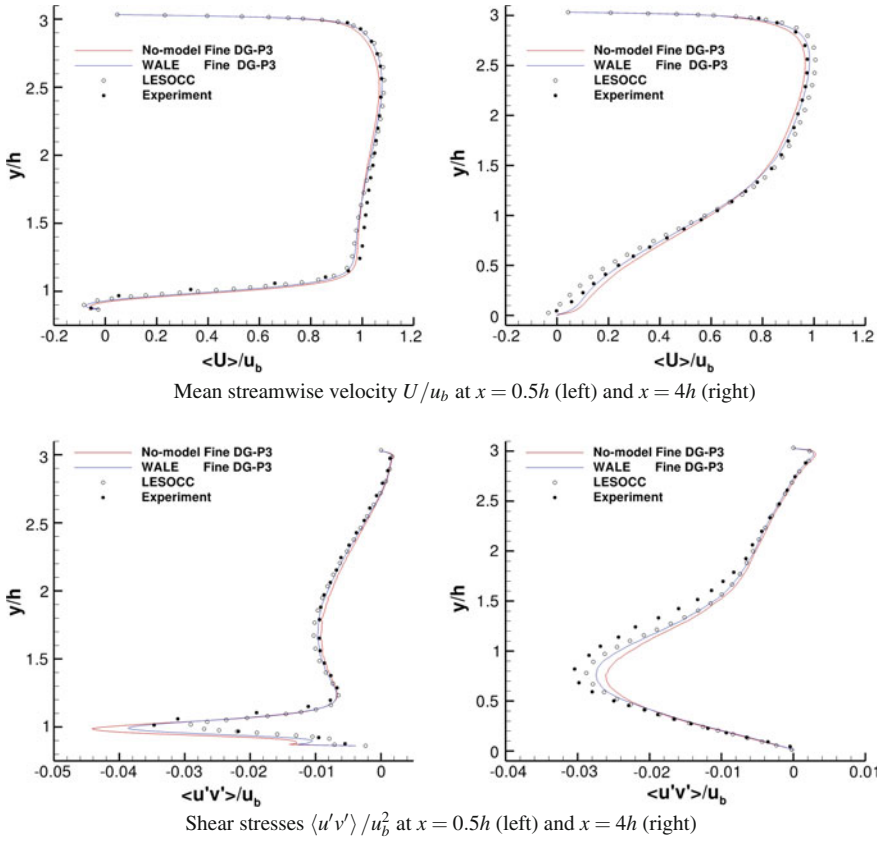 3
2.5
2
1.5
1
y/h
No-model Fine DG-P3
WALE Fine DG-P3
LESOCC
Experiment
-0.2 0 0.2 0.4 0.6 0.8 1 1.2
<U>/u_b
3
2.5
2
1.5
1
0.5
0
y/h
No-model Fine DG-P3
WALE Fine DG-P3
LESOCC
Experiment
-0.2 0 0.2 0.4 0.6 0.8 1 1.2
<U>/u_b
Mean streamwise velocity U/u_b at x = 0.5h (left) and x = 4h (right)
3
2.5
2
1.5
1
y/h
No-model Fine DG-P3
WALE Fine DG-P3
LESOCC
Experiment
-0.05 -0.04 -0.03 -0.02 -0.01 0
<u'v'>/u_b
3
2.5
2
1.5
1
0.5
0
y/h
No-model Fine DG-P3
WALE Fine DG-P3
LESOCC
Experiment
-0.04 -0.03 -0.02 -0.01 0 0.01
<u'v'>/u_b
Shear stresses ⟨u′v′⟩/u_b^2 at x = 0.5h (left) and x = 4h (right)